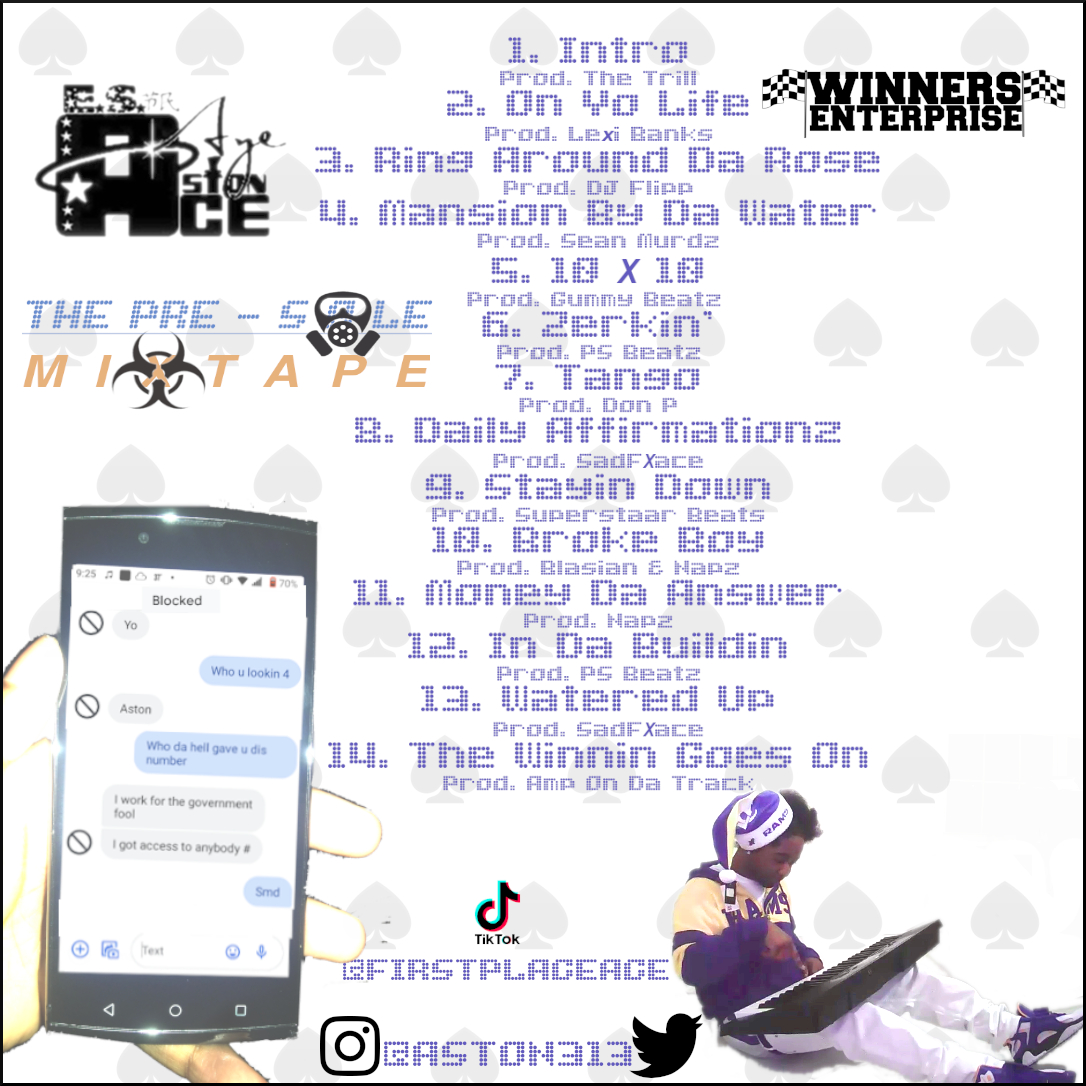 1. Intro
Prod. The Trill
2. On Yo Life
Prod. Lexi Banks
3. Ring Around Da Rose
Prod. DJ Flipp
4. Mansion By Da Water
Prod. Sean Murdz
5. 10 X 10
Prod. Gummy Beatz
6. Zerkin'
Prod. PS Beatz
7. Tango
Prod. Don P
8. Daily Affirmationz
Prod. SadFXace
9. Stayin Down
Prod. Superstaar Beats
10. Broke Boy
Prod. Blasian & Napz
11. Money Da Answer
Prod. Napz
12. In Da Buildin
Prod. PS Beatz
13. Watered Up
Prod. SadFXace
14. The Winnin Goes On
Prod. Amp On Da Track
F.S.
Aye
STON
ACE
WINNERS
ENTERPRISE
THE PRE - SALE
MIXTAPE
9:25
70%
Blocked
Yo
Who u lookin 4
Aston
Who da hell gave u dis
number
I work for the government
fool
I got access to anybody #
Smd
Text
RAMS
RAMS
TikTok
@FIRSTPLACEACE
@ASTON313